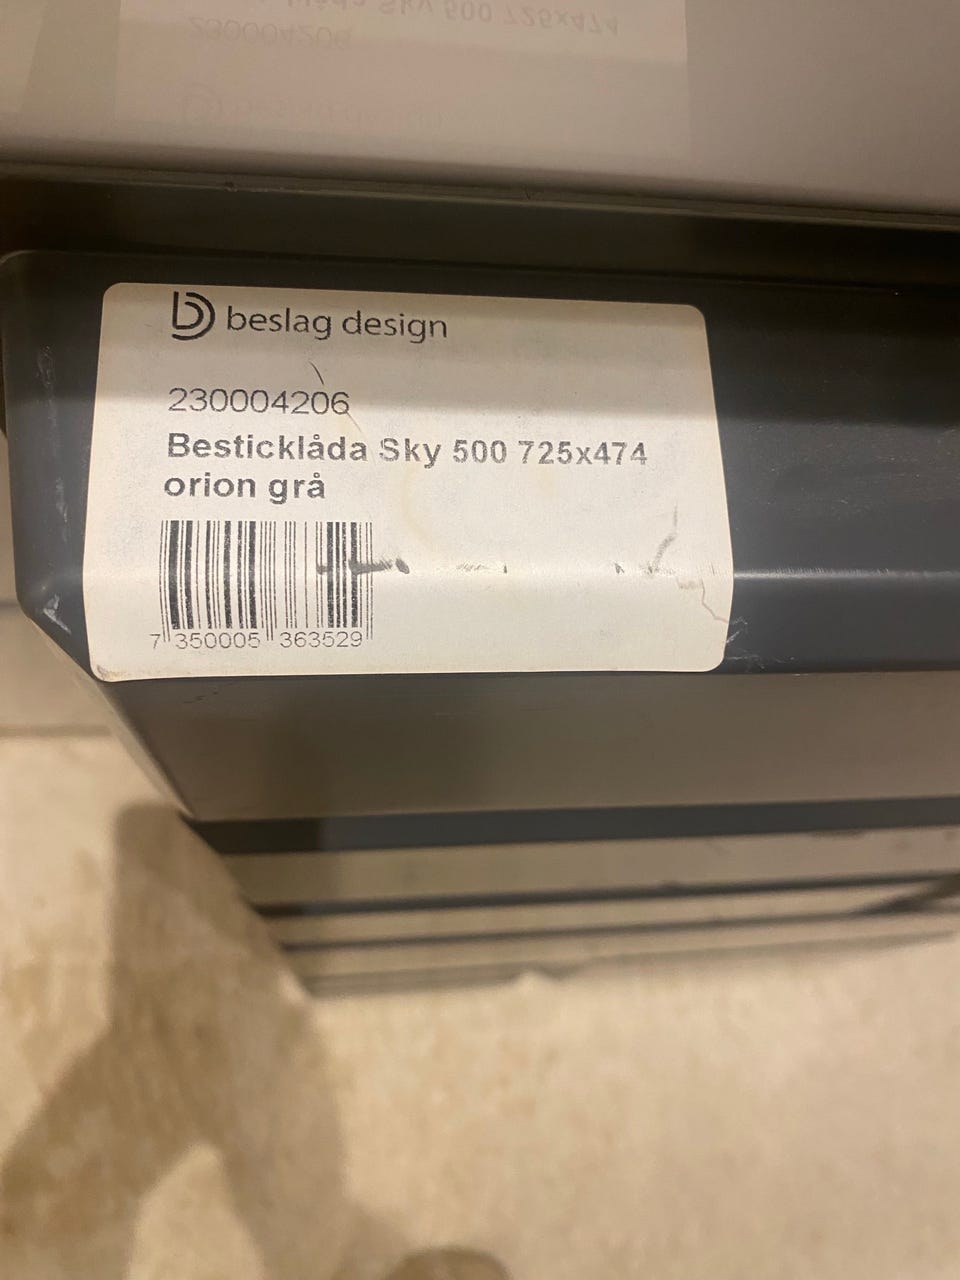 beslag design
230004206
Besticklåda Sky 500 725x474
orion grå
7 350005 363529